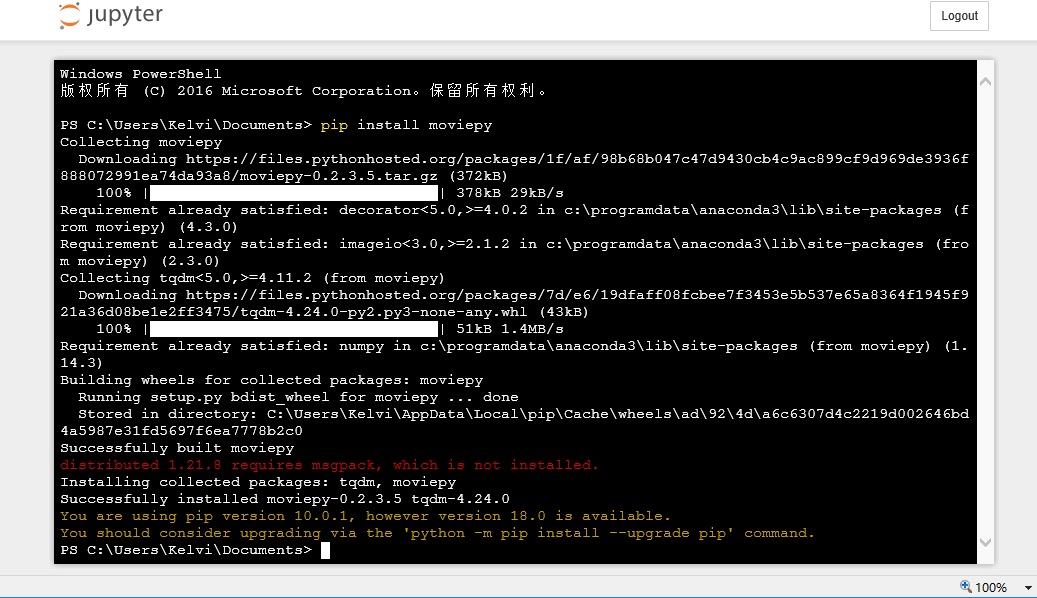 jupyter
Logout
Windows PowerShell
版权所有 (C) 2016 Microsoft Corporation。保留所有权利。
PS C:\Users\Kelvi\Documents> pip install moviepy
Collecting moviepy
Downloading https://files.pythonhosted.org/packages/1f/af/98b68b047c47d9430cb4c9ac899cf9d969de3936f
888072991ea74da93a8/moviepy-0.2.3.5.tar.gz (372kB)
100% | | 378kB 29kB/s
Requirement already satisfied: decorator<5.0,>=4.0.2 in c:\programdata\anaconda3\lib\site-packages (f
rom moviepy) (4.3.0)
Requirement already satisfied: imageio<3.0,>=2.1.2 in c:\programdata\anaconda3\lib\site-packages (fro
m moviepy) (2.3.0)
Collecting tqdm<5.0,>=4.11.2 (from moviepy)
Downloading https://files.pythonhosted.org/packages/7d/e6/19dfaff08fcbee7f3453e5b537e65a8364f1945f9
21a36d08be1e2ff3475/tqdm-4.24.0-py2.py3-none-any.whl (43kB)
100% | | 51kB 1.4MB/s
Requirement already satisfied: numpy in c:\programdata\anaconda3\lib\site-packages (from moviepy) (1.
14.3)
Building wheels for collected packages: moviepy
Running setup.py bdist_wheel for moviepy ... done
Stored in directory: C:\Users\Kelvi\AppData\Local\pip\Cache\wheels\ad\92\4d\a6c6307d4c2219d002646bd
4a5987e31fd5697f6ea7778b2c0
Successfully built moviepy
distributed 1.21.8 requires msgpack, which is not installed.
Installing collected packages: tqdm, moviepy
Successfully installed moviepy-0.2.3.5 tqdm-4.24.0
You are using pip version 10.0.1, however version 18.0 is available.
You should consider upgrading via the 'python -m pip install --upgrade pip' command.
PS C:\Users\Kelvi\Documents>
100%